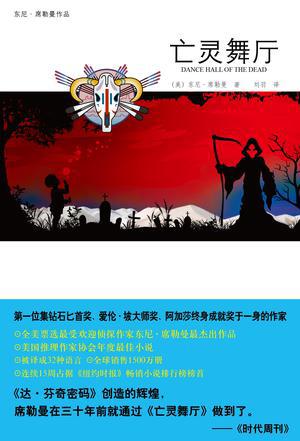 东尼·席勒曼作品
亡灵舞厅
DANCE HALL OF THE DEAD
(美) 东尼·席勒曼 著 刘羽 译
第一位集钻石匕首奖、爱伦·坡大师奖、阿加莎终身成就奖于一身的作家
⊙全美票选最受欢迎侦探作家东尼·席勒曼最杰出作品
⊙美国推理作家协会年度最佳小说
⊙被译成32种语言 ⊙全球销售1500万册
⊙连续15周占据《纽约时报》畅销小说排行榜榜首
《达·芬奇密码》创造的辉煌,
席勒曼在三十年前就通过《亡灵舞厅》做到了。
——《时代周刊》